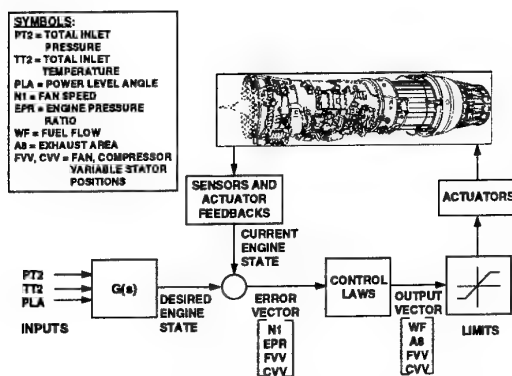 SYMBOLS:
PT2 = TOTAL INLET
PRESSURE
TT2 = TOTAL INLET
TEMPERATURE
PLA = POWER LEVEL ANGLE
N1 = FAN SPEED
EPR = ENGINE PRESSURE
RATIO
WF = FUEL FLOW
A8 = EXHAUST AREA
FVV, CVV = FAN, COMPRESSOR
VARIABLE STATOR
POSITIONS
SENSORS AND
ACTUATOR
FEEDBACKS
ACTUATORS
CURRENT
ENGINE
STATE
PT2
TT2
PLA
INPUTS
G(s)
DESIRED
ENGINE
STATE
ERROR
VECTOR
N1
EPR
FVV
CVV
CONTROL
LAWS
OUTPUT
VECTOR
WF
A8
FVV
CVV
LIMITS